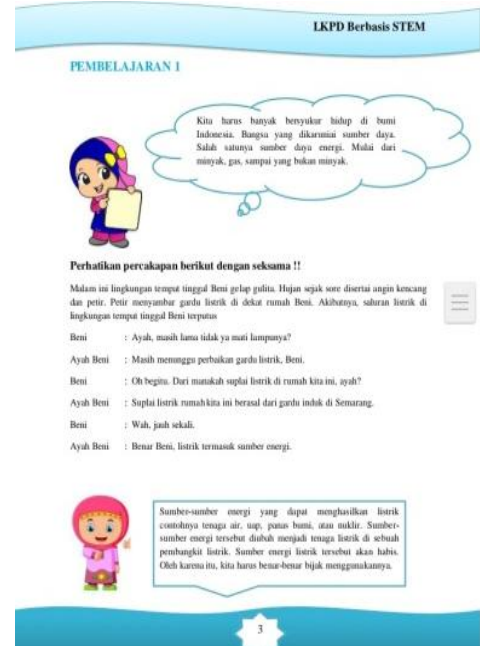 LKPD Berbasis STEM
PEMBELAJARAN 1
Kita harus banyak bersyukur hidup di bumi
Indonesia. Bangsa yang dikaruniai sumber daya.
Salah satunya sumber daya energi. Mulai dari
minyak, gas, sampai yang bukan minyak.
Perhatikan percakapan berikut dengan seksama !!
Malam ini lingkungan tempat tinggal Beni gelap gulita. Hujan sejak sore disertai angin kencang
dan petir. Petir menyambar gardu listrik di dekat rumah Beni. Akibatnya, saluran listrik di
lingkungan tempat tinggal Beni terputus
Beni : Ayah, masih lama tidak ya mati lampunya?
Ayah Beni : Masih menunggu perbaikan gardu listrik, Beni.
Beni : Oh begitu. Dari manakah suplai listrik di rumah kita ini, ayah?
Ayah Beni : Suplai listrik rumah kita ini berasal dari gardu induk di Semarang.
Beni : Wah, jauh sekali.
Ayah Beni : Benar Beni, listrik termasuk sumber energi.
Sumber-sumber energi yang dapat menghasilkan listrik
contohnya tenaga air, uap, panas bumi, atau nuklir. Sumber-
sumber energi tersebut diubah menjadi tenaga listrik di sebuah
pembangkit listrik. Sumber energi listrik tersebut akan habis.
Oleh karena itu, kita harus benar-benar bijak menggunakannya.
3